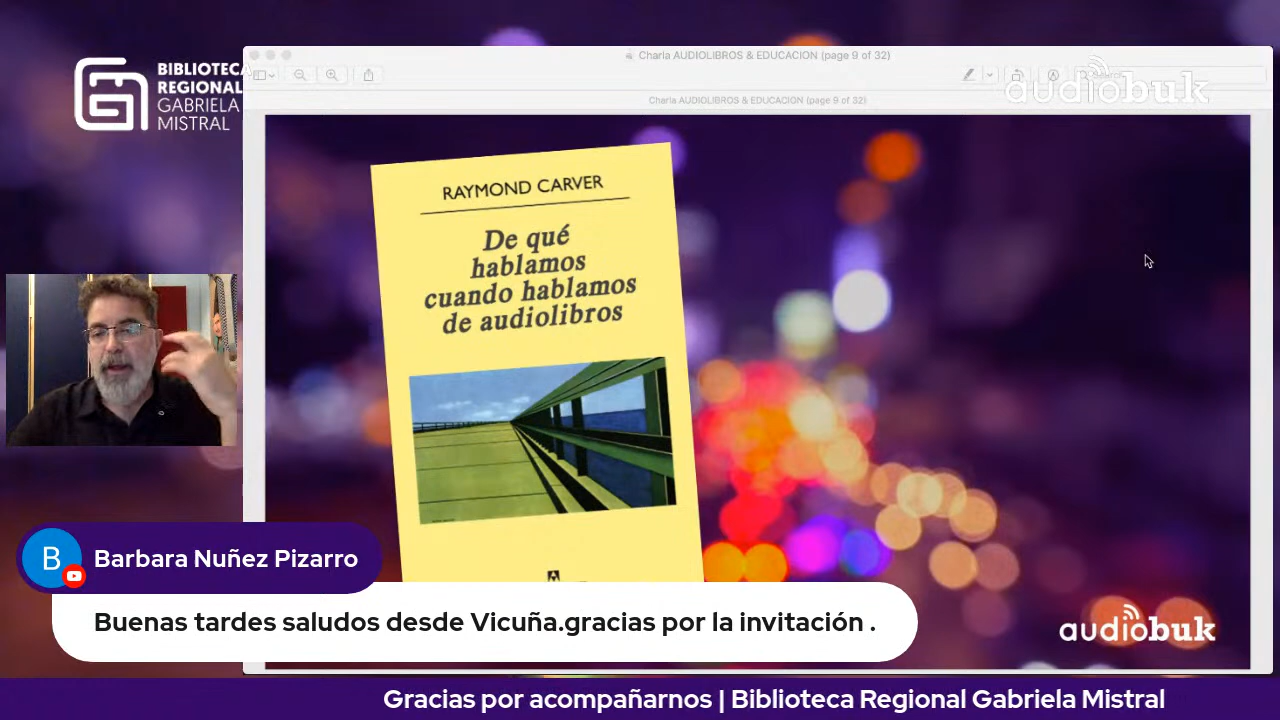 BIBLIOTECA
REGIONAL
GABRIELA
MISTRAL
Charla AUDIOLIBROS & EDUCACION (page 9 of 32)
audiobuk
Charla AUDIOLIBROS & EDUCACION (page 9 of 32)
RAYMOND CARVER
De qué
hablamos
cuando hablamos
de audiolibros
B
Barbara Nuñez Pizarro
Buenas tardes saludos desde Vicuña.gracias por la invitación .
audiobuk
Gracias por acompañarnos | Biblioteca Regional Gabriela Mistral